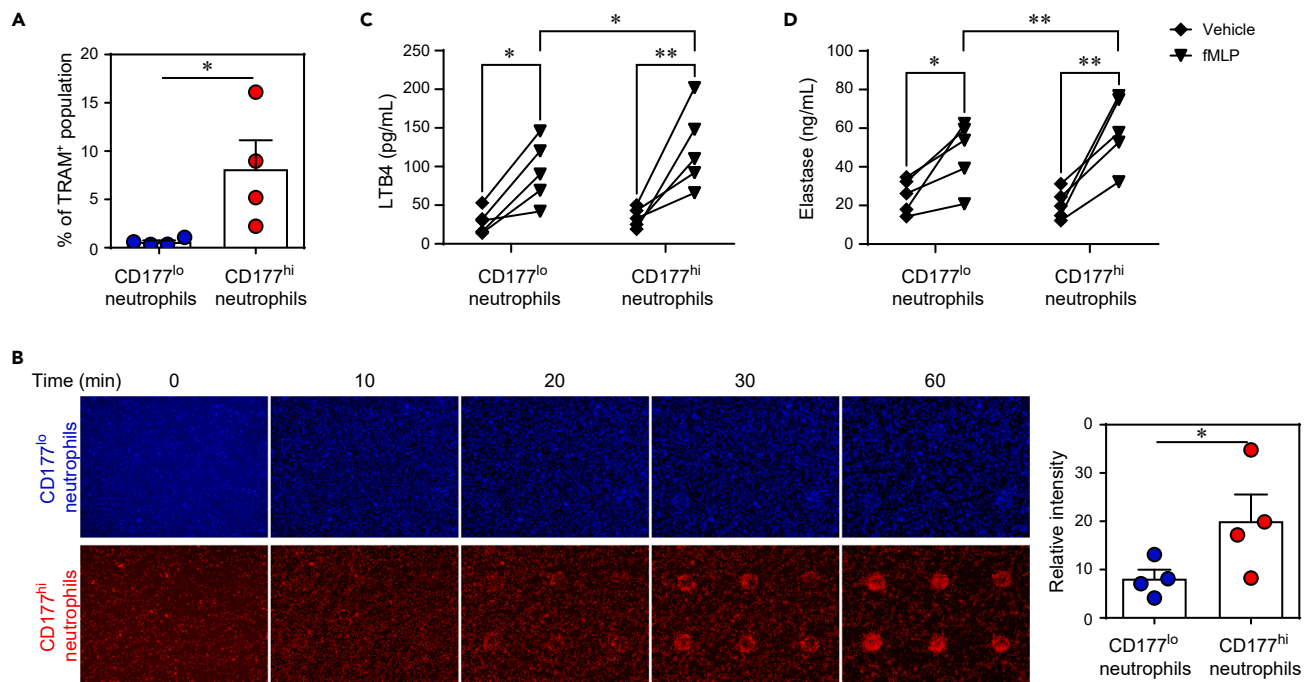 A
% of TRAM⁺ population
20
15
10
5
0
*
CD177ˡᵒ
neutrophils
CD177ʰⁱ
neutrophils
C
LTB4 (pg/mL)
250
200
150
100
50
0
*
**
*
CD177ˡᵒ
neutrophils
CD177ʰⁱ
neutrophils
D
Elastase (ng/mL)
100
80
60
40
20
0
*
**
**
CD177ˡᵒ
neutrophils
CD177ʰⁱ
neutrophils
Vehicle
fMLP
B
Time (min) 0 10 20 30 60
CD177ˡᵒ
neutrophils
CD177ʰⁱ
neutrophils
Relative intensity
0
30
20
10
0
*
CD177ˡᵒ
neutrophils
CD177ʰⁱ
neutrophils